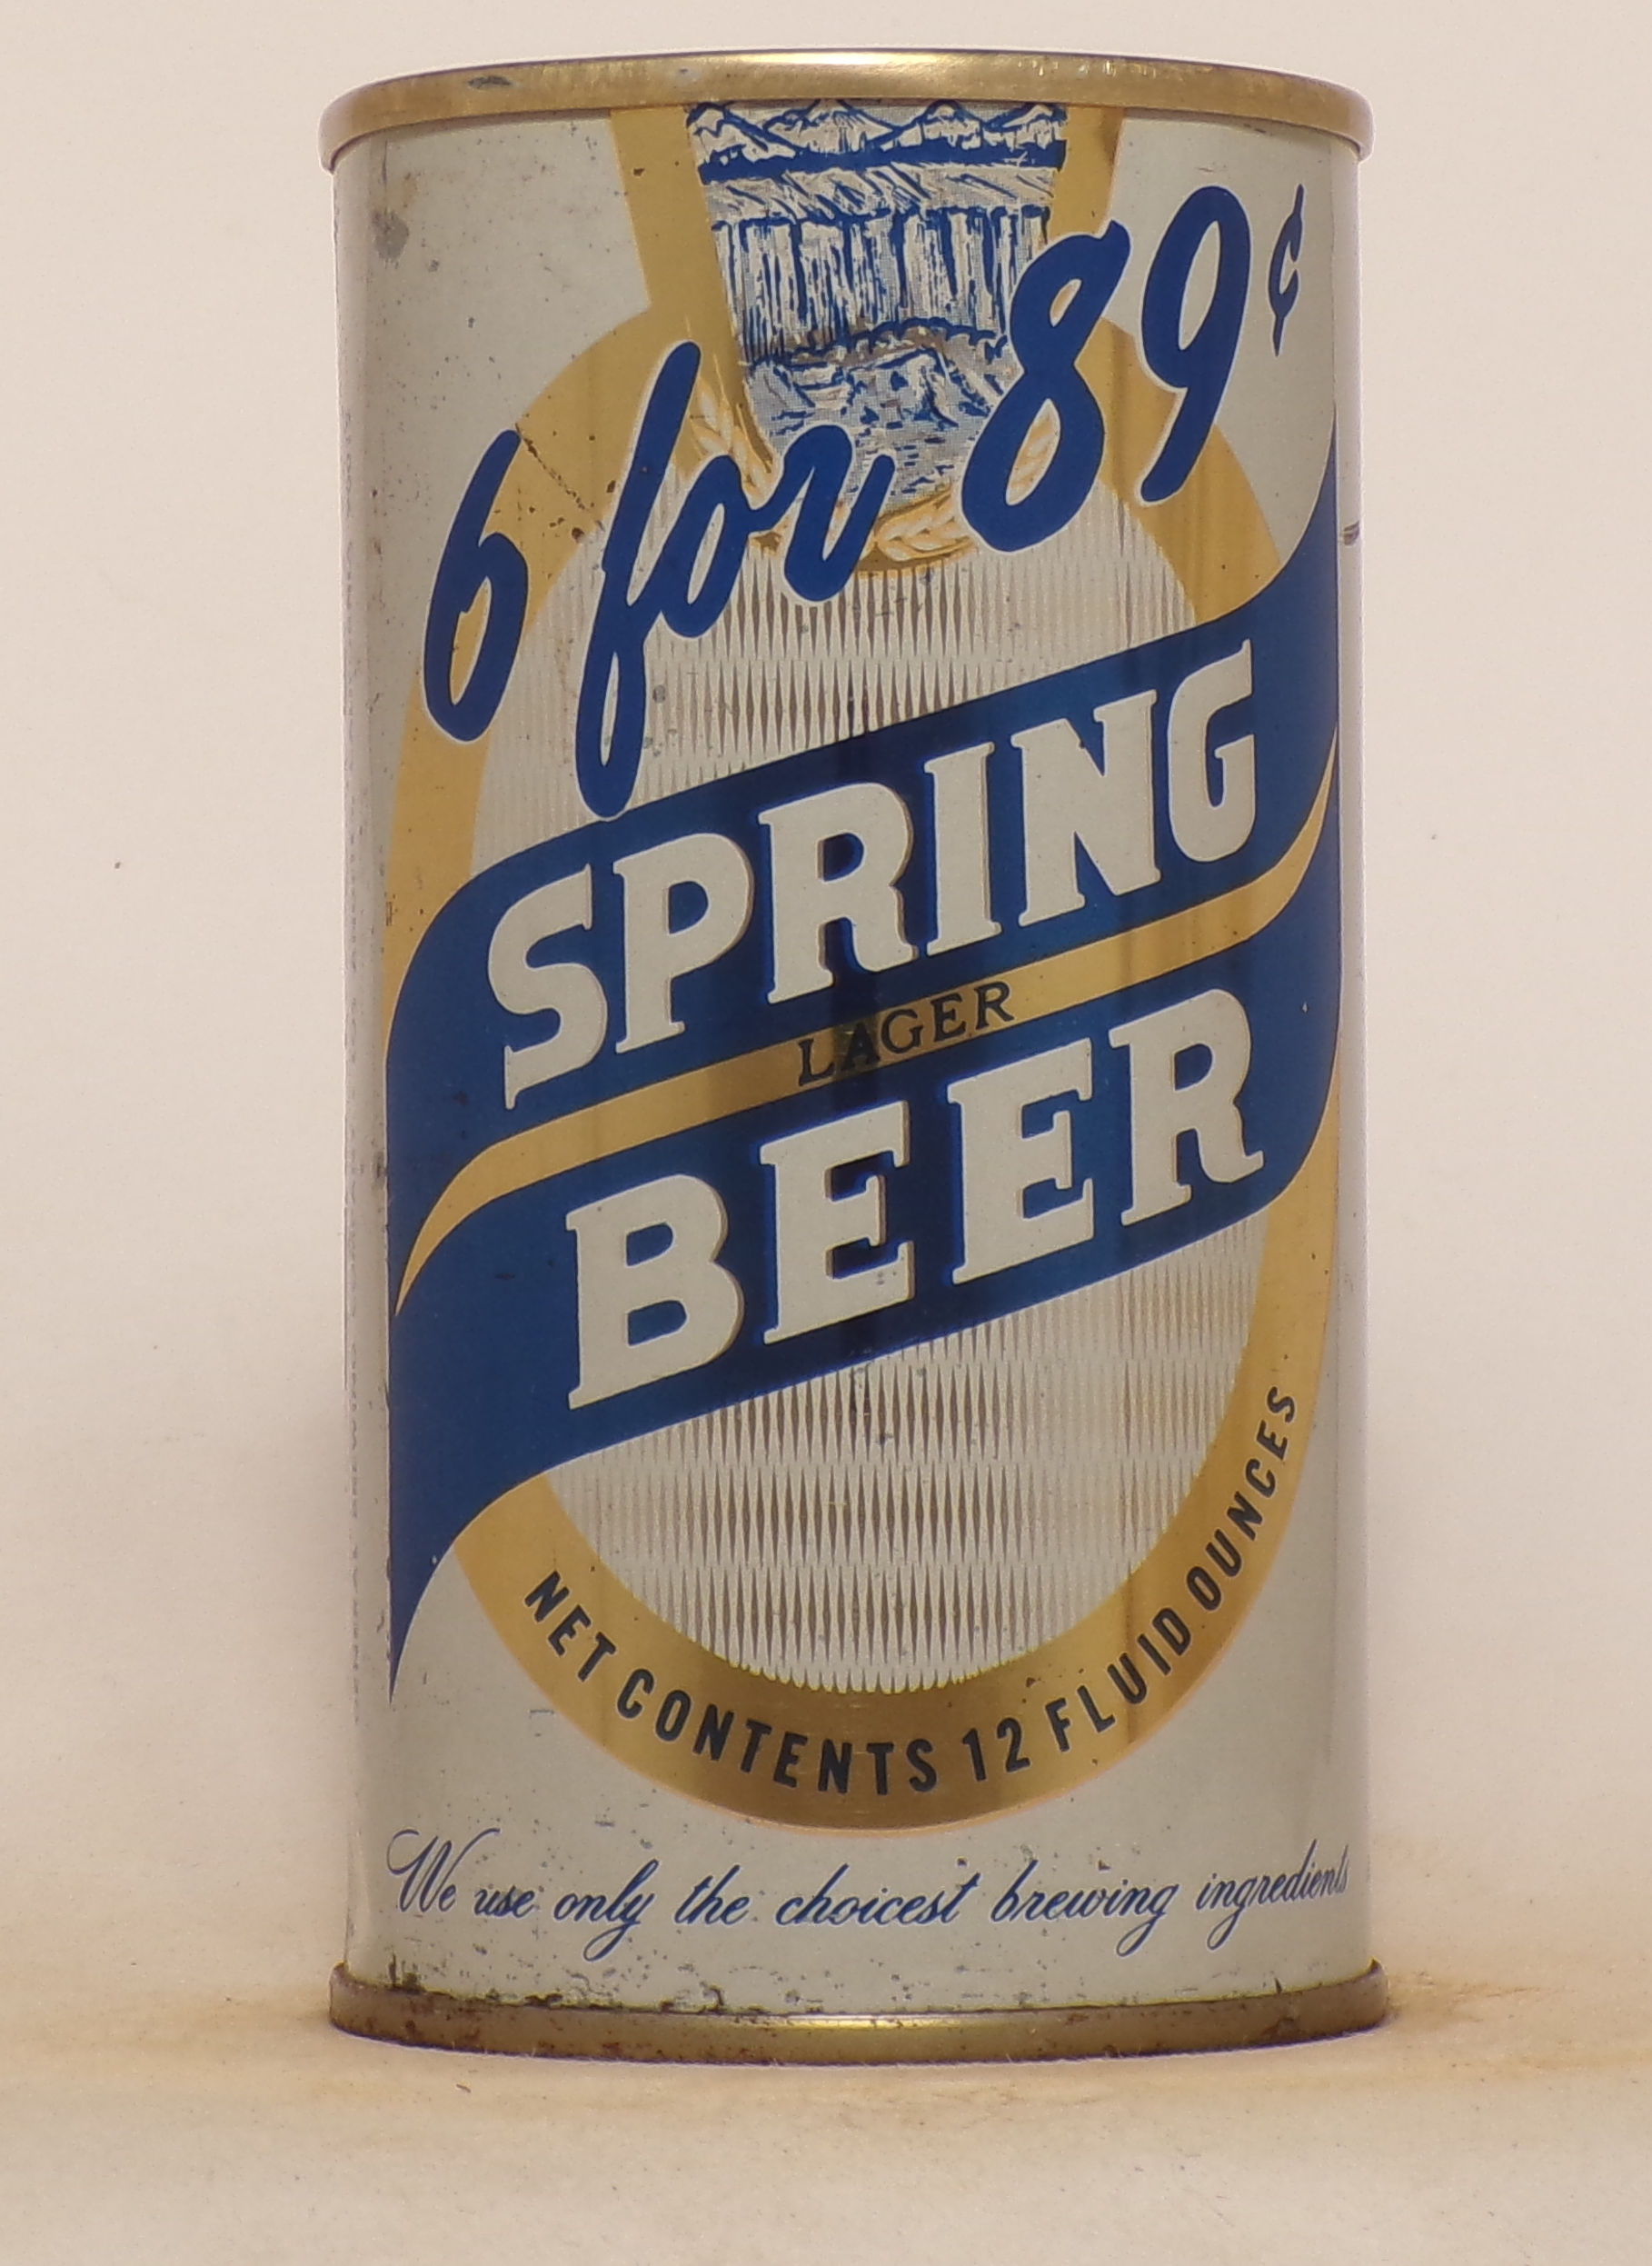 6 for 89¢
SPRING
LAGER
BEER
NET CONTENTS 12 FLUID OUNCES
We use only the choicest brewing ingredients